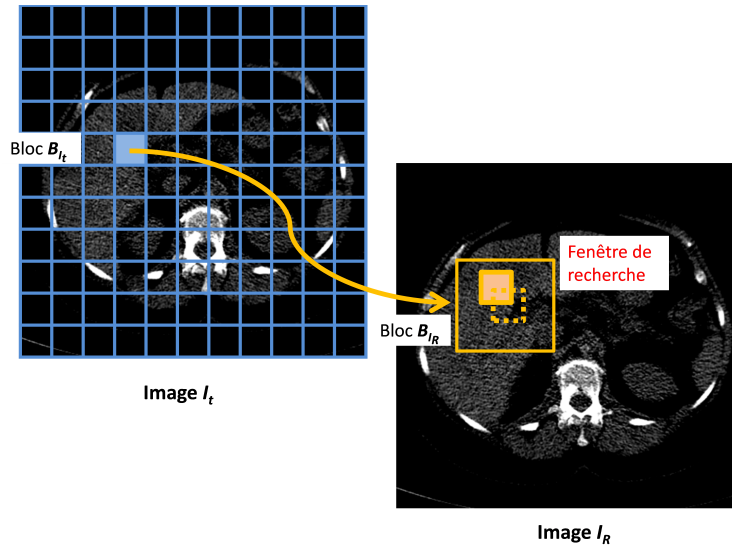 Bloc B_It
Fenêtre de
recherche
Bloc B_IR
Image I_t
Image I_R